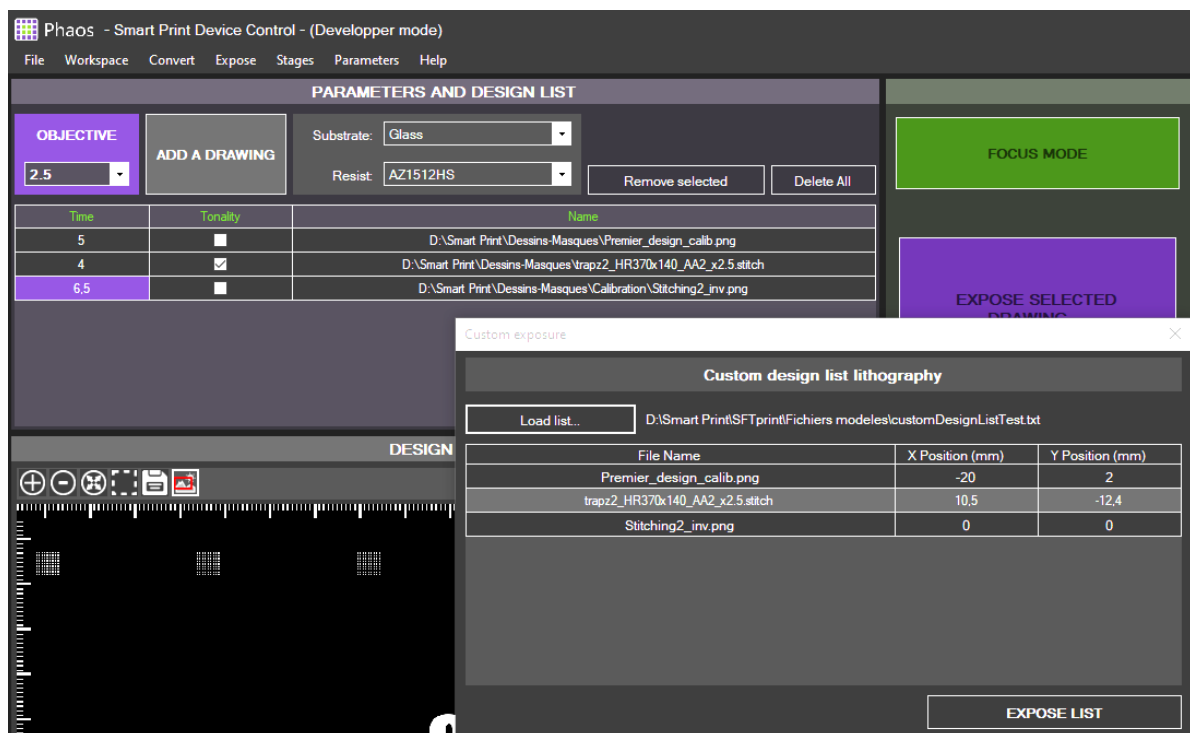 Phaos - Smart Print Device Control - (Developper mode)
File Workspace Convert Expose Stages Parameters Help
PARAMETERS AND DESIGN LIST
OBJECTIVE
2.5
ADD A DRAWING
Substrate: Glass
Resist: AZ1512HS
Remove selected Delete All
FOCUS MODE
Time Tonality Name
5 D:\Smart Print\Dessins-Masques\Premier_design_calib.png
4 D:\Smart Print\Dessins-Masques\trapz2_HR370x140_AA2_x2.5.stitch
6,5 D:\Smart Print\Dessins-Masques\Calibration\Stitching2_inv.png
EXPOSE SELECTED
DRAWING
Custom exposure
Custom design list lithography
Load list... D:\Smart Print\SFTprint\Fichiers modeles\customDesignListTest.txt
File Name X Position (mm) Y Position (mm)
Premier_design_calib.png -20 2
trapz2_HR370x140_AA2_x2.5.stitch 10,5 -12,4
Stitching2_inv.png 0 0
EXPOSE LIST
DESIGN